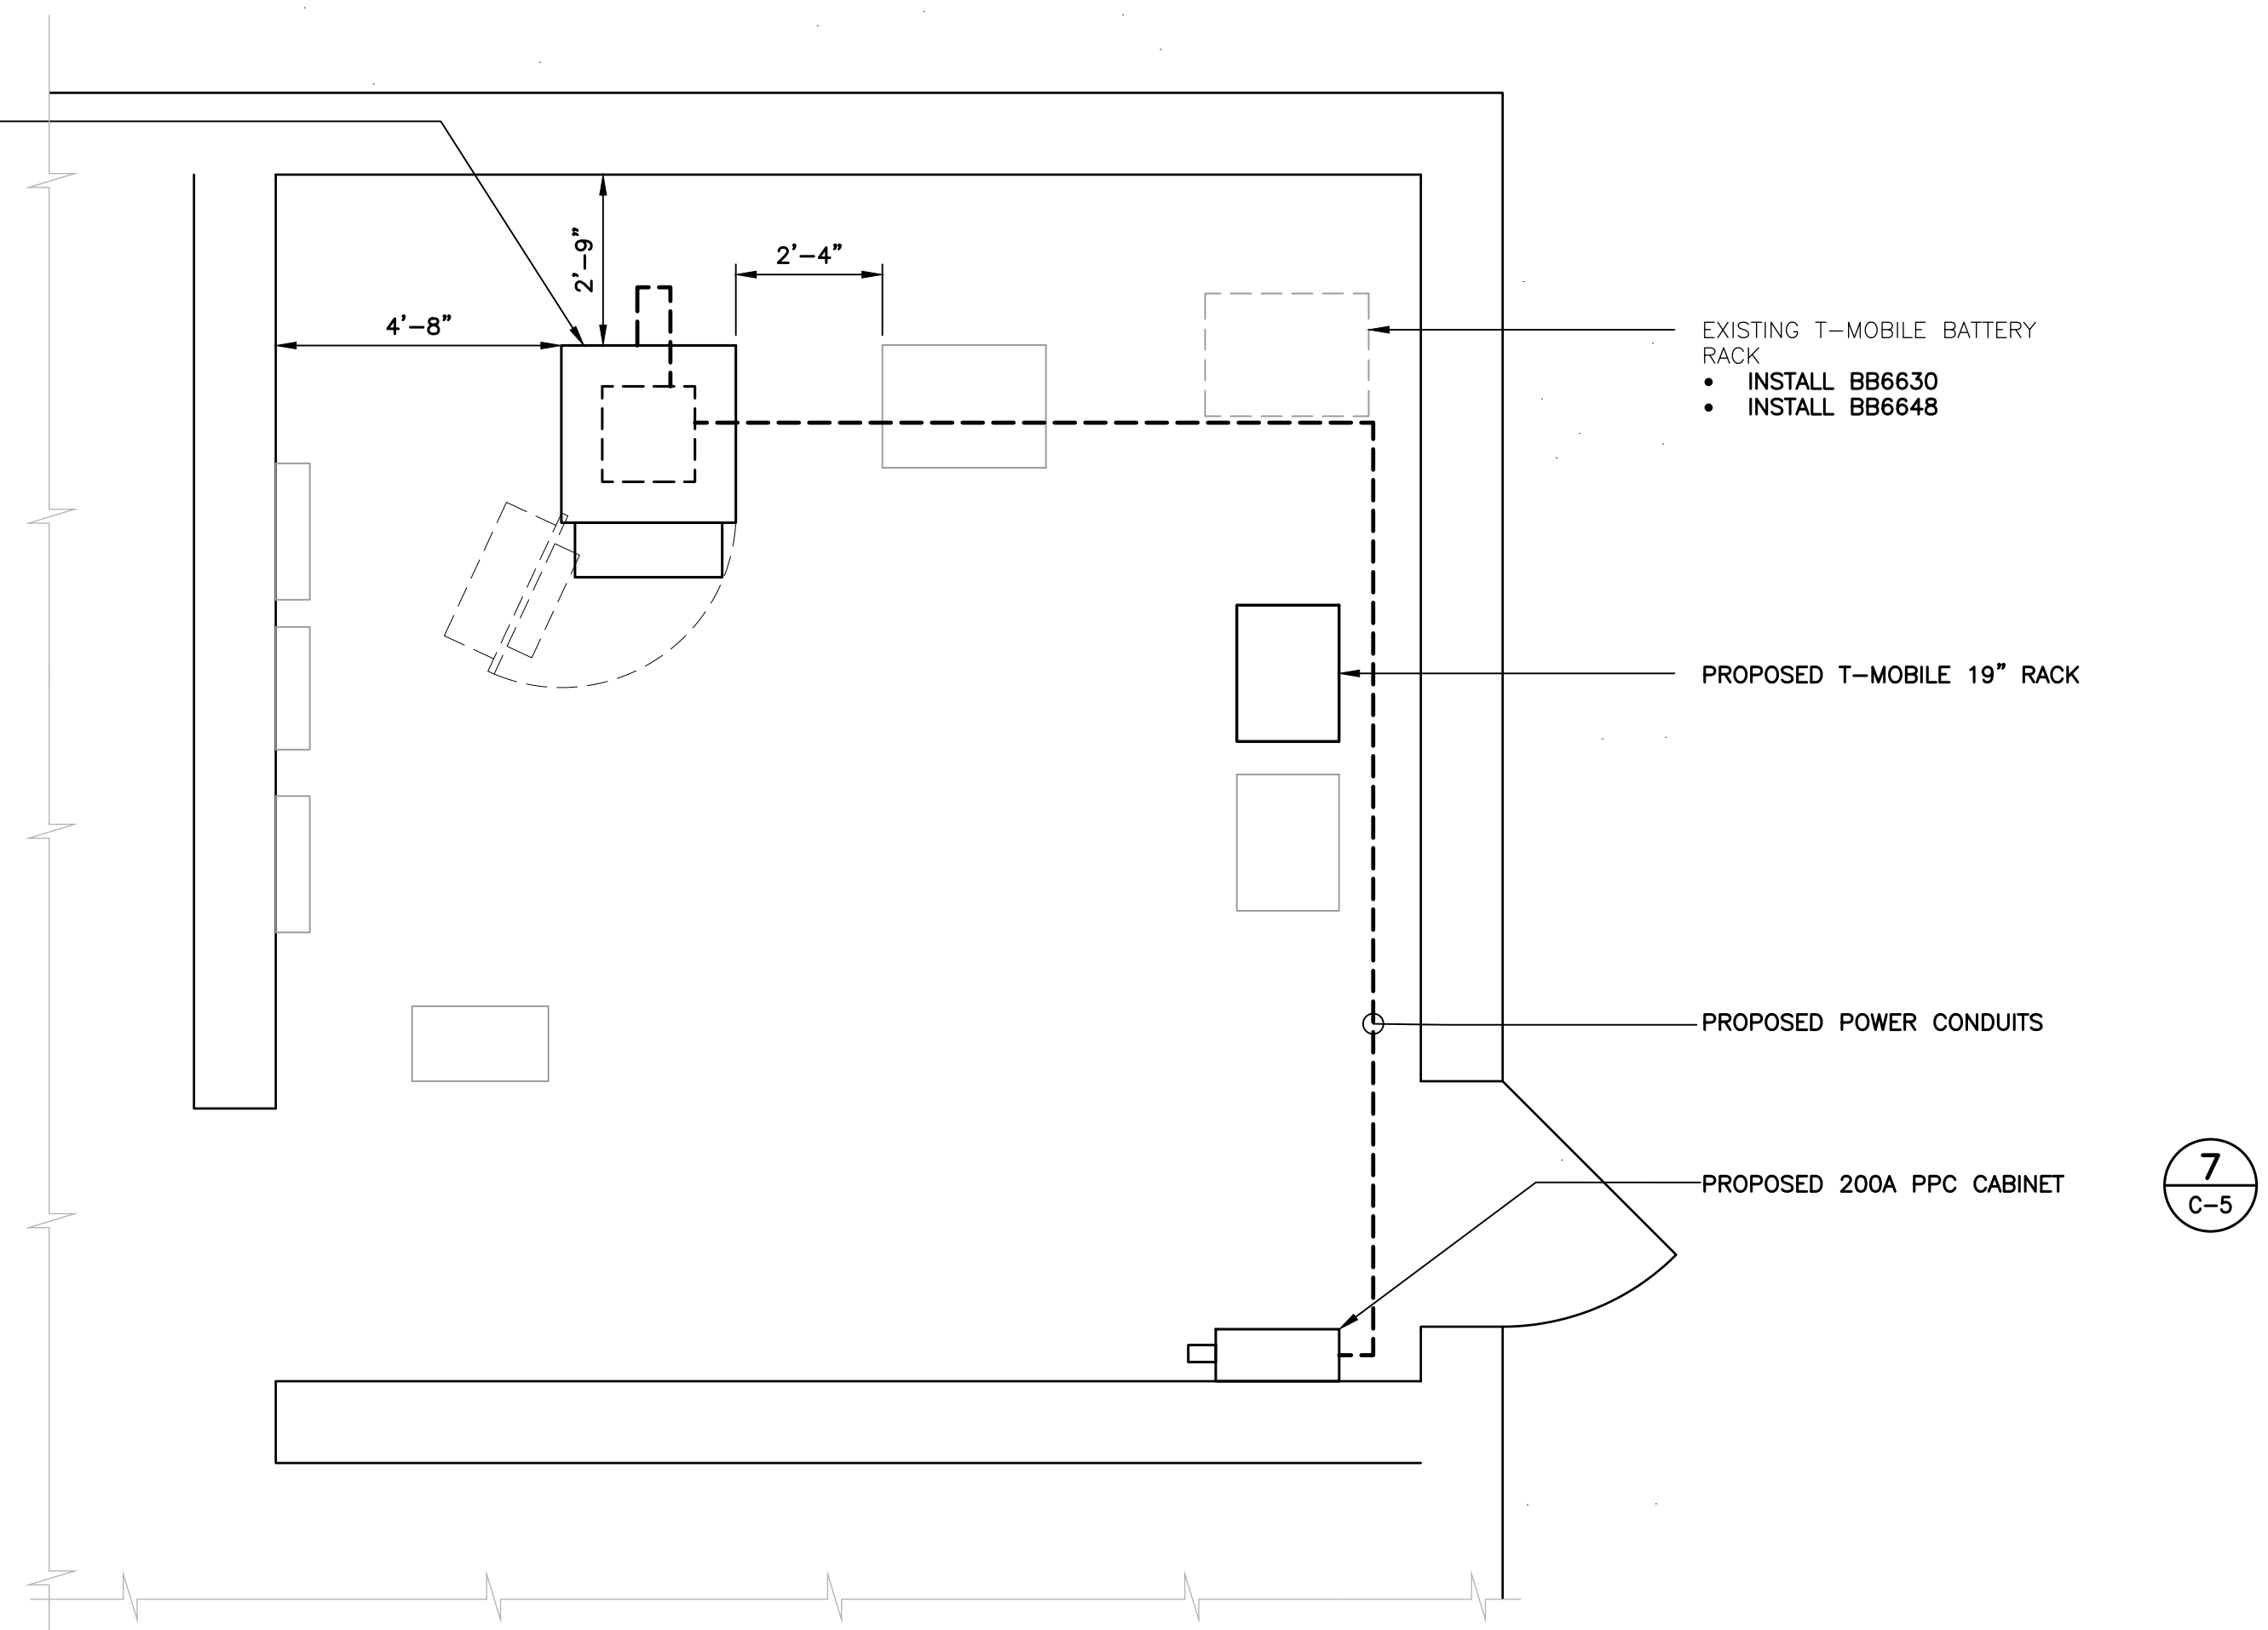 2'-9"
2'-4"
4'-8"
EXISTING T-MOBILE BATTERY
RACK
• INSTALL BB6630
• INSTALL BB6648
PROPOSED T-MOBILE 19" RACK
PROPOSED POWER CONDUITS
PROPOSED 200A PPC CABINET
7
C-5